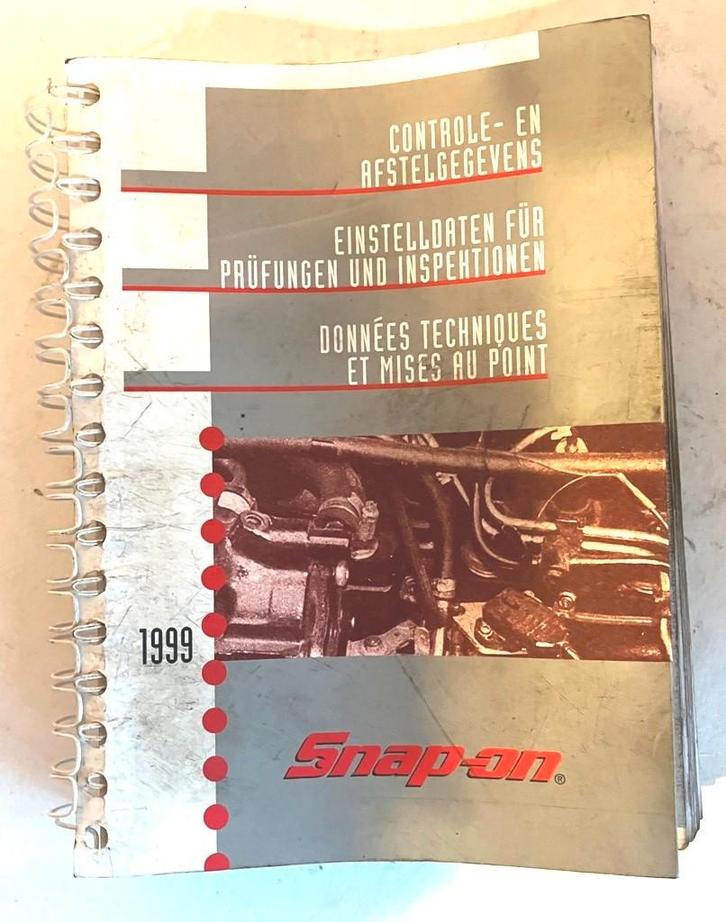 CONTROLE- EN
AFSTELGEGEVENS
EINSTELLDATEN FÜR
PRÜFUNGEN UND INSPEKTIONEN
DONNÉES TECHNIQUES
ET MISES AU POINT
1999
Snap-on®